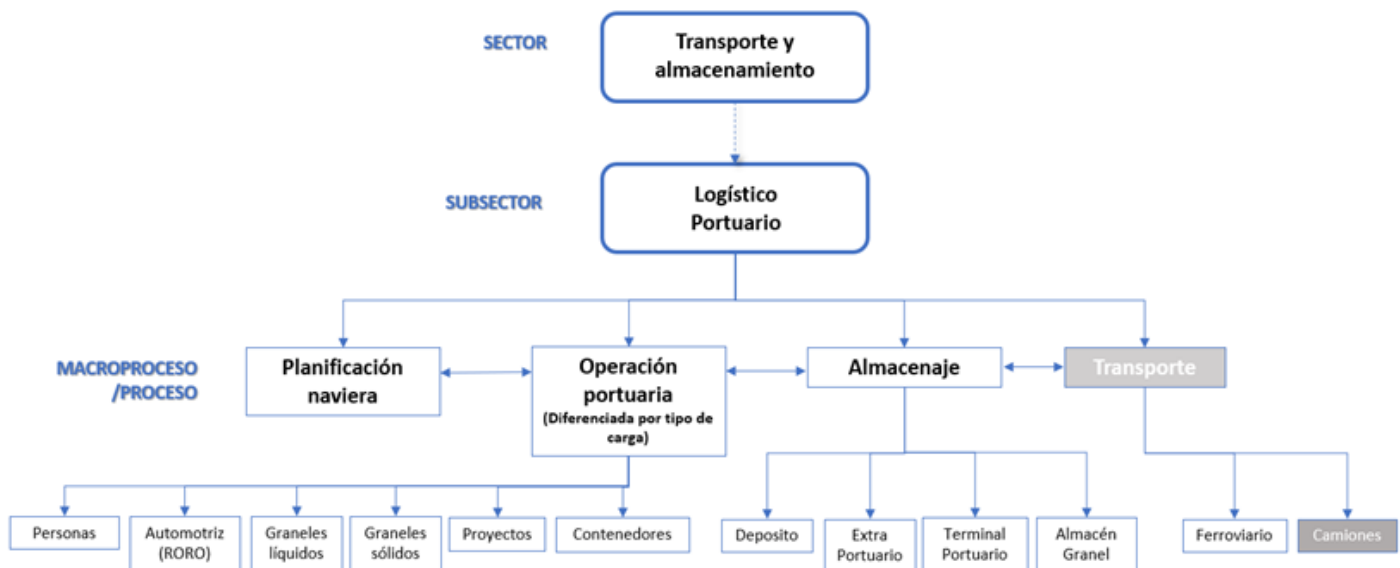 SECTOR
Transporte y
almacenamiento
SUBSECTOR
Logístico
Portuario
MACROPROCESO
/PROCESO
Planificación
naviera
Operación
portuaria
(Diferenciada por tipo de
carga)
Almacenaje
Transporte
Personas
Automotriz
(RORO)
Graneles
líquidos
Graneles
sólidos
Proyectos
Contenedores
Deposito
Extra
Portuario
Terminal
Portuario
Almacén
Granel
Ferroviario
Camiones